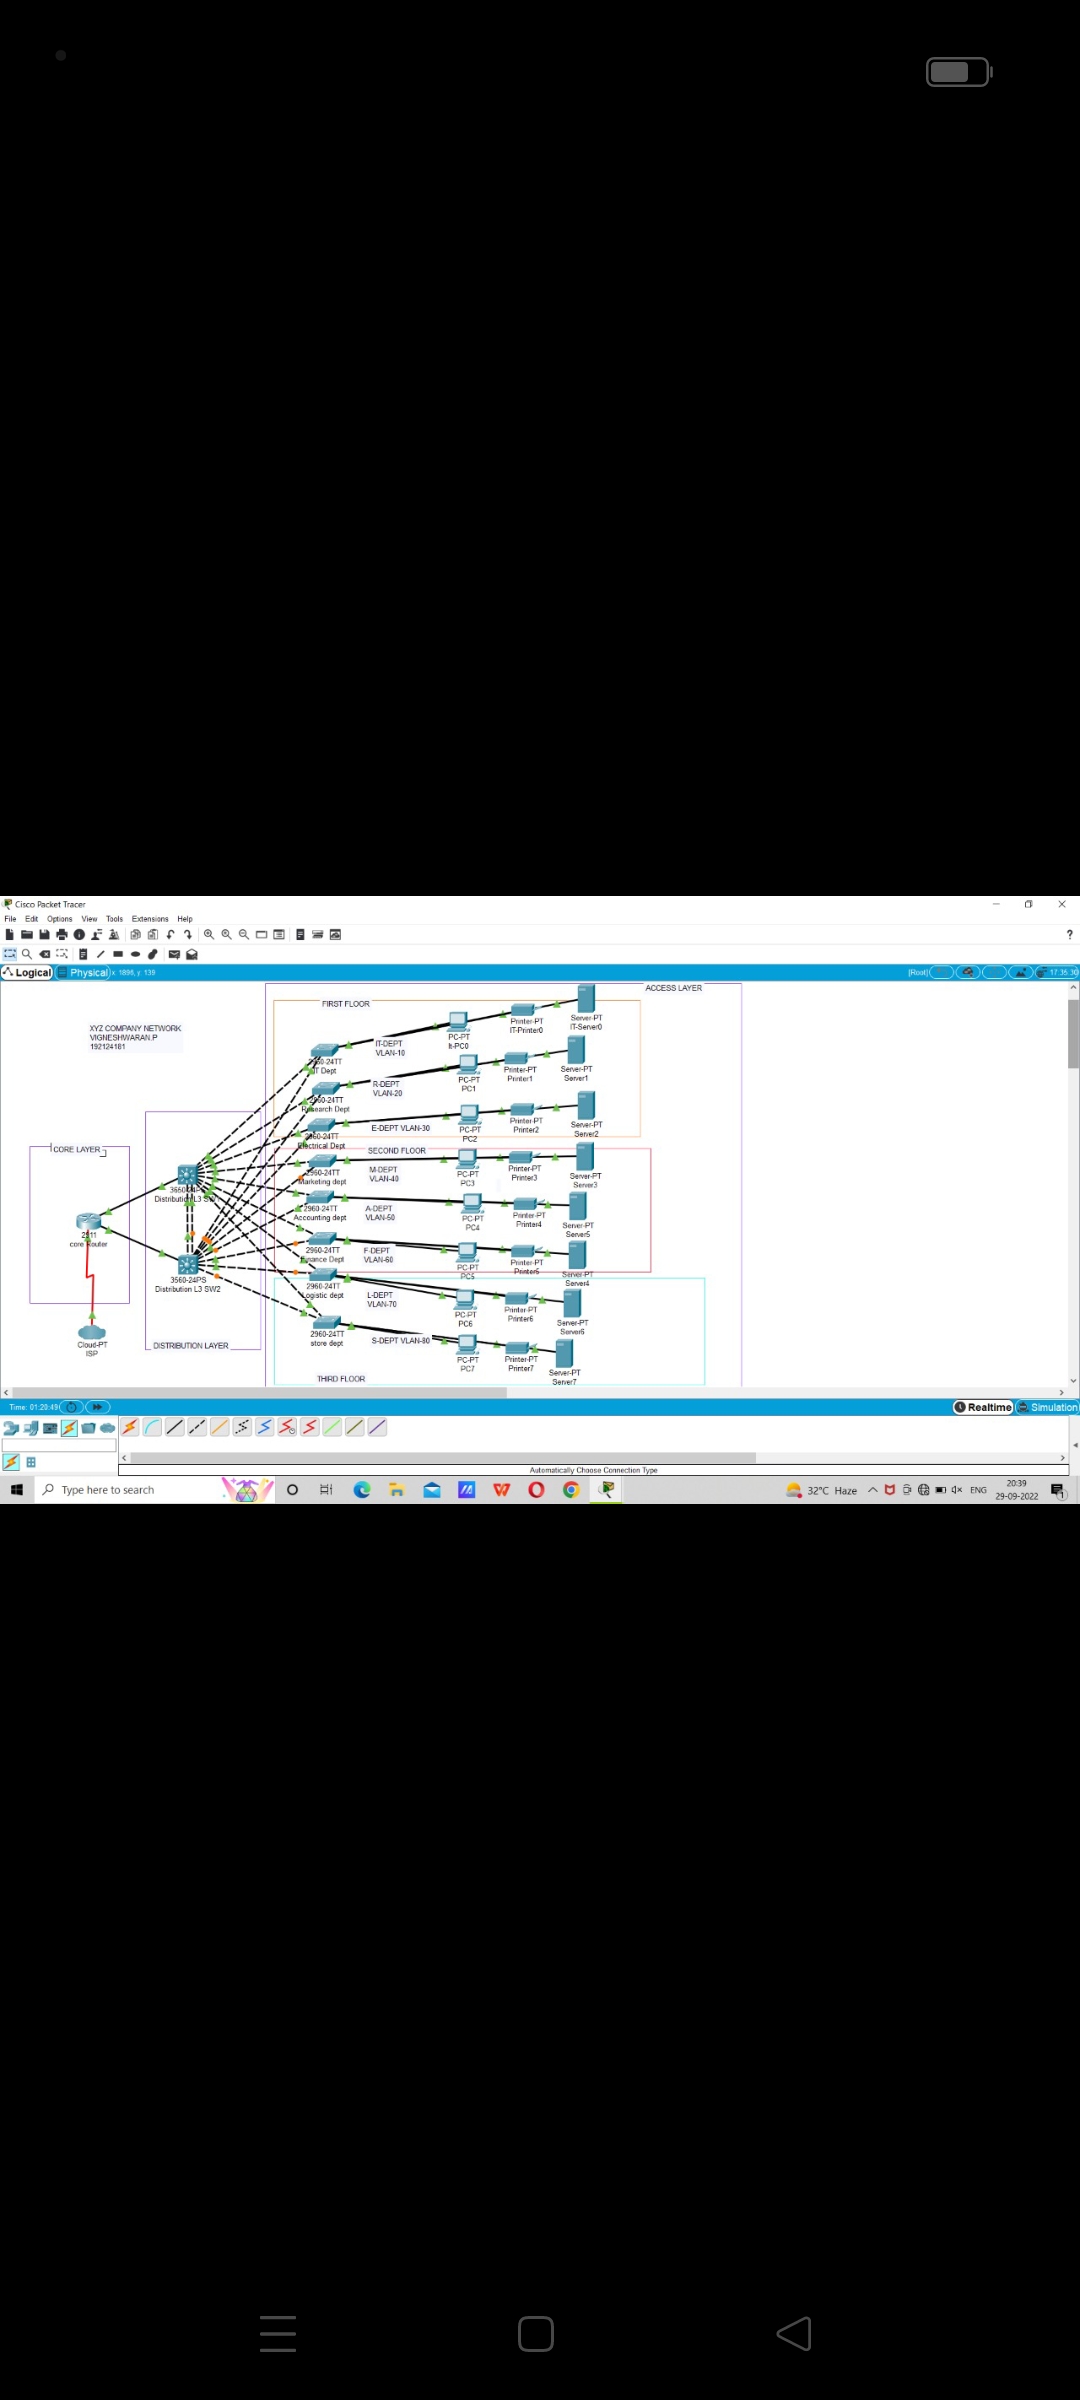 Cisco Packet Tracer
File Edit Options View Tools Extensions Help
?
Logical Physical x: 1896, y: 139 [Root] 17:35:30
ACCESS LAYER
FIRST FLOOR
XYZ COMPANY NETWORK
VIGNESHWARAN.P
192124181
IT-DEPT
VLAN-10
PC-PT
It-PC0
Printer-PT
IT-Printer0
Server-PT
IT-Server0
2960-24TT
IT Dept
R-DEPT
VLAN-20
PC-PT
PC1
Printer-PT
Printer1
Server-PT
Server1
2960-24TT
Research Dept
E-DEPT VLAN-30
PC-PT
PC2
Printer-PT
Printer2
Server-PT
Server2
2960-24TT
Electrical Dept
SECOND FLOOR
CORE LAYER
2960-24TT
Marketing dept
M-DEPT
VLAN-40
PC-PT
PC3
Printer-PT
Printer3
Server-PT
Server3
Distribution L3 SW1
2960-24TT
Accounting dept
A-DEPT
VLAN-50
PC-PT
PC4
Printer-PT
Printer4
Server-PT
Server5
2911
core Router
2960-24TT
Finance Dept
F-DEPT
VLAN-60
PC-PT
PC5
Printer-PT
Printer5
Server-PT
Server4
3560-24PS
Distribution L3 SW2
2960-24TT
Logistic dept
L-DEPT
VLAN-70
PC-PT
PC6
Printer-PT
Printer6
Server-PT
Server6
2960-24TT
store dept
S-DEPT VLAN-80
PC-PT
PC7
Printer-PT
Printer7
Server-PT
Server7
Cloud-PT
ISP
DISTRIBUTION LAYER
THIRD FLOOR
Time: 01:20:49 Realtime Simulation
Automatically Choose Connection Type
Type here to search
32°C Haze ENG
20:39
29-09-2022
1